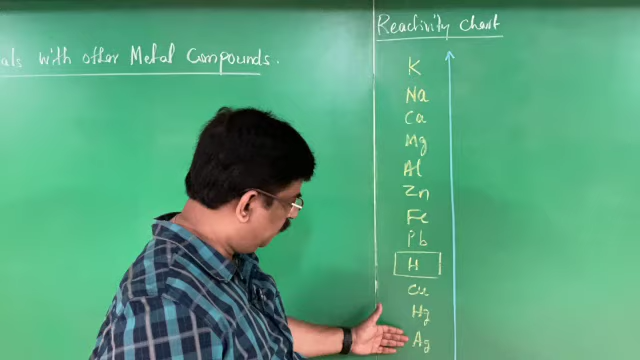 Reactivity chart
als with other Metal Compounds.
K
Na
Ca
Mg
Al
Zn
Fe
Pb
H
Cu
Hg
Ag